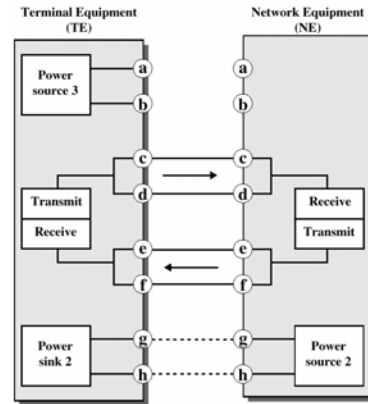 Terminal Equipment
(TE)
Network Equipment
(NE)
Power
source 3
a
b
a
b
c
d
c
d
Transmit
Receive
Receive
Transmit
e
f
e
f
Power
sink 2
g
h
g
h
Power
source 2